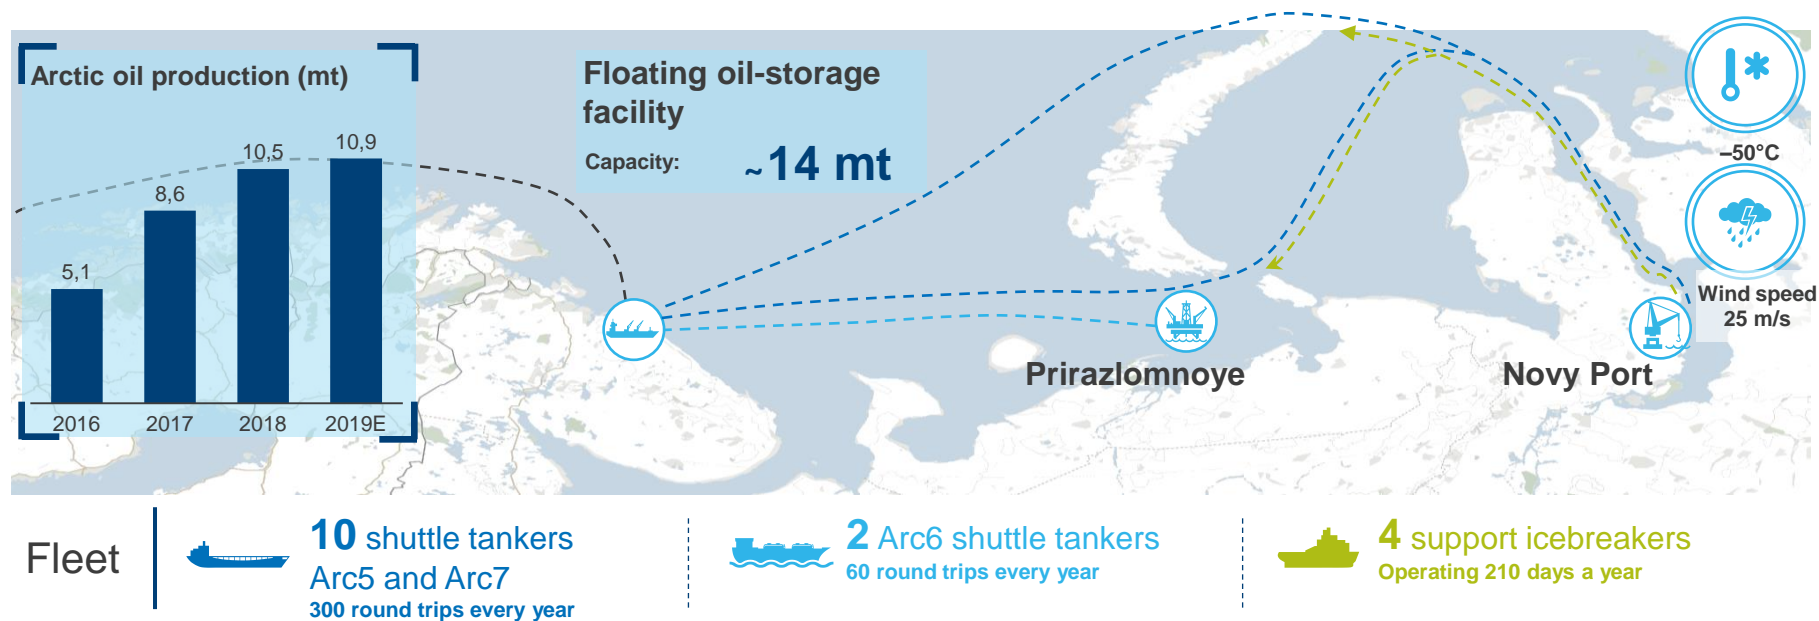 Arctic oil production (mt)
5,1
8,6
10,5
10,9
2016
2017
2018
2019E
Floating oil-storage
facility
Capacity:
~14 mt
Prirazlomnoye
Novy Port
–50°C
Wind speed
25 m/s
Fleet
10 shuttle tankers
Arc5 and Arc7
300 round trips every year
2 Arc6 shuttle tankers
60 round trips every year
4 support icebreakers
Operating 210 days a year